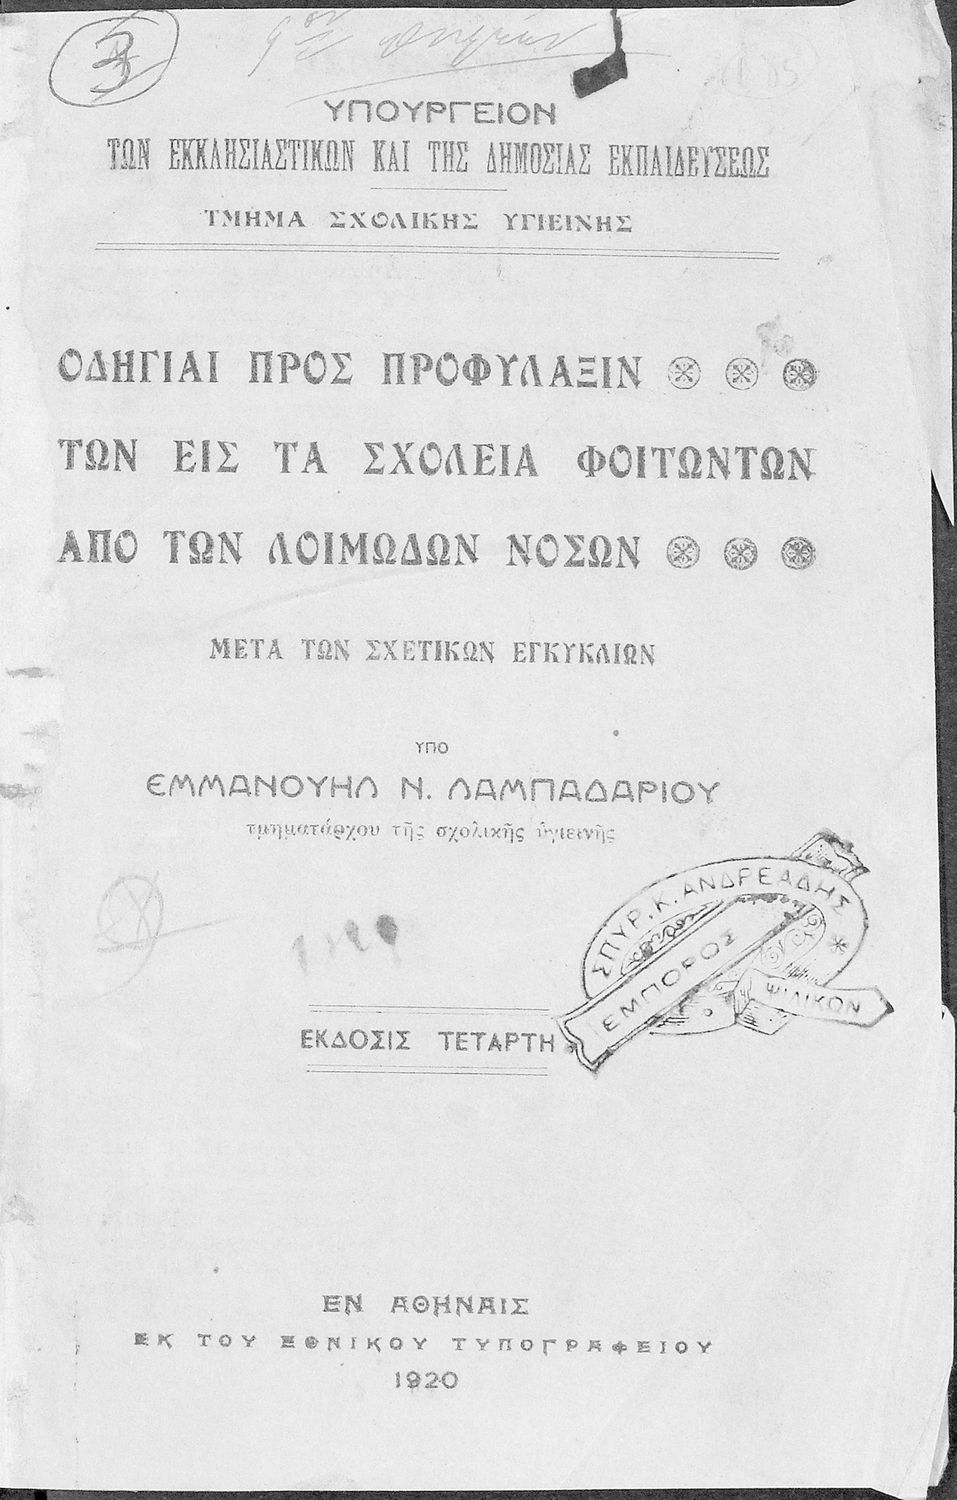 3
ΥΠΟΥΡΓΕΙΟΝ
ΤΩΝ ΕΚΚΛΗΣΙΑΣΤΙΚΩΝ ΚΑΙ ΤΗΣ ΔΗΜΟΣΙΑΣ ΕΚΠΑΙΔΕΥΣΕΩΣ
ΤΜΗΜΑ ΣΧΟΛΙΚΗΣ ΥΓΙΕΙΝΗΣ
ΟΔΗΓΙΑΙ ΠΡΟΣ ΠΡΟΦΥΛΑΞΙΝ
ΤΩΝ ΕΙΣ ΤΑ ΣΧΟΛΕΙΑ ΦΟΙΤΩΝΤΩΝ
ΑΠΟ ΤΩΝ ΛΟΙΜΩΔΩΝ ΝΟΣΩΝ
ΜΕΤΑ ΤΩΝ ΣΧΕΤΙΚΩΝ ΕΓΚΥΚΛΙΩΝ
ΥΠΟ
ΕΜΜΑΝΟΥΗΛ Ν. ΛΑΜΠΑΔΑΡΙΟΥ
τμηματάρχου τῆς σχολικῆς ὑγιεινῆς
ΣΠΥΡ. Κ. ΑΝΔΡΕΑΔΗΣ *
ΕΜΠΟΡΟΣ
ΨΙΛΙΚΩΝ
ΕΚΔΟΣΙΣ ΤΕΤΑΡΤΗ
ΕΝ ΑΘΗΝΑΙΣ
ΕΚ ΤΟΥ ΕΘΝΙΚΟΥ ΤΥΠΟΓΡΑΦΕΙΟΥ
1920